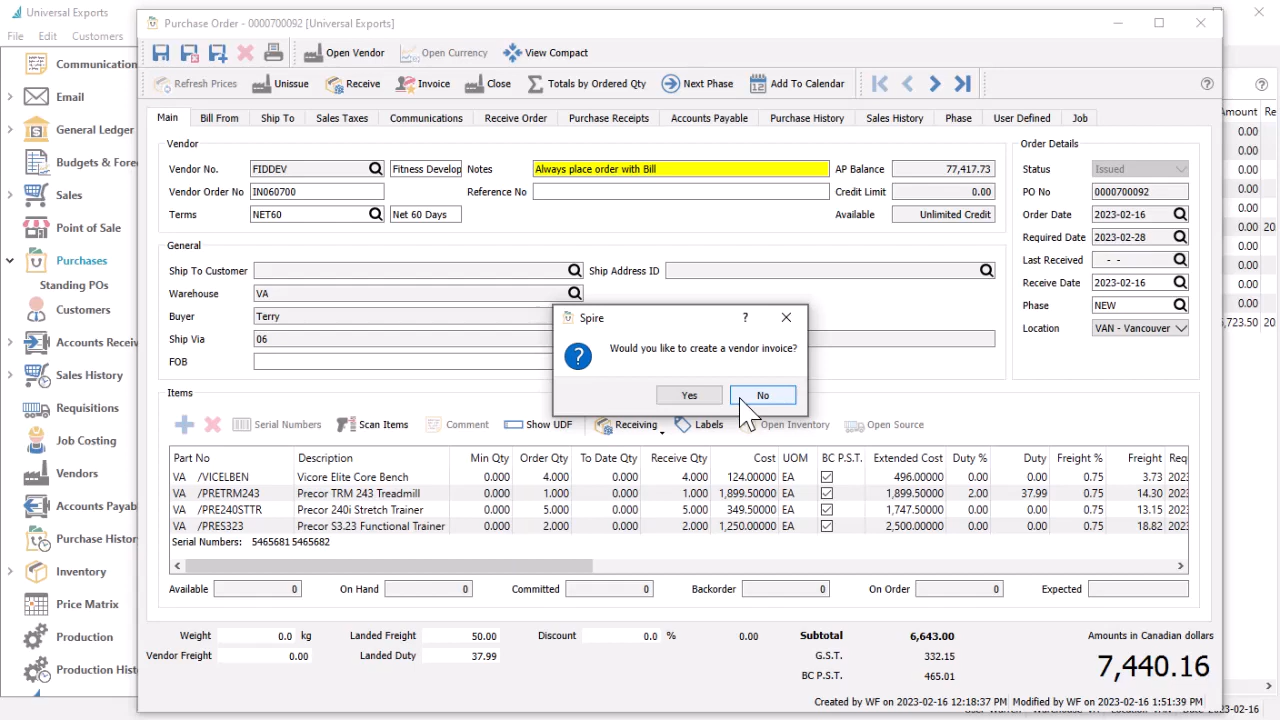 Universal Exports
Purchase Order - 0000700092 [Universal Exports]
File Edit Customers
Open Vendor Open Currency View Compact
Refresh Prices Unissue Receive Invoice Close Totals by Ordered Qty Next Phase Add To Calendar
Main Bill From Ship To Sales Taxes Communications Receive Order Purchase Receipts Accounts Payable Purchase History Sales History Phase User Defined Job
Communication
Email
General Ledger
Budgets & Fore
Sales
Point of Sale
Purchases
Standing POs
Customers
Accounts Receiv
Sales History
Requisitions
Job Costing
Vendors
Accounts Payab
Purchase Histor
Inventory
Price Matrix
Production
Production Hist
Vendor
Vendor No. FIDDEV Fitness Develop Notes Always place order with Bill AP Balance 77,417.73
Vendor Order No IN060700 Reference No Credit Limit 0.00
Terms NET60 Net 60 Days Available Unlimited Credit
General
Ship To Customer Ship Address ID
Warehouse VA
Buyer Terry
Ship Via 06
FOB
Order Details
Status Issued
PO No 0000700092
Order Date 2023-02-16
Required Date 2023-02-28
Last Received - -
Receive Date 2023-02-16
Phase NEW
Location VAN - Vancouver
Amount Re
0.00
0.00
0.00
0.00
0.00
0.00 20
0.00
0.00
0.00
0.00
,723.50 20
Spire ?
Would you like to create a vendor invoice?
Yes No
Items
Serial Numbers Scan Items Comment Show UDF Receiving Labels Open Inventory Open Source
Part No Description Min Qty Order Qty To Date Qty Receive Qty Cost UOM BC P.S.T. Extended Cost Duty % Duty Freight % Freight Req
VA /VICELBEN Vicore Elite Core Bench 0.000 4.000 0.000 4.000 124.00000 EA 496.00000 0.00 0.00 0.75 3.73 2023
VA /PRETRM243 Precor TRM 243 Treadmill 0.000 1.000 0.000 1.000 1,899.50000 EA 1,899.50000 2.00 37.99 0.75 14.30 2023
VA /PRE240STTR Precor 240i Stretch Trainer 0.000 5.000 0.000 5.000 349.50000 EA 1,747.50000 0.00 0.00 0.75 13.15 2023
VA /PRES323 Precor S3.23 Functional Trainer 0.000 2.000 0.000 2.000 1,250.00000 EA 2,500.00000 0.00 0.00 0.75 18.82 2023
Serial Numbers: 5465681 5465682
Available 0 On Hand 0 Committed 0 Backorder 0 On Order 0 Expected
Weight 0.0 kg Landed Freight 50.00 Discount 0.0 % 0.00 Subtotal 6,643.00 Amounts in Canadian dollars
Vendor Freight 0.00 Landed Duty 37.99 G.S.T. 332.15
BC P.S.T. 465.01
7,440.16
Created by WF on 2023-02-16 12:18:37 PM Modified by WF on 2023-02-16 1:51:39 PM